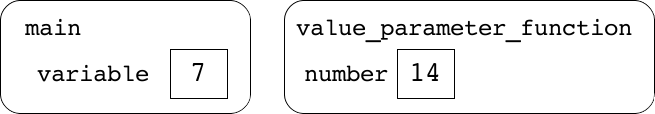 main
variable 7
value_parameter_function
number 14